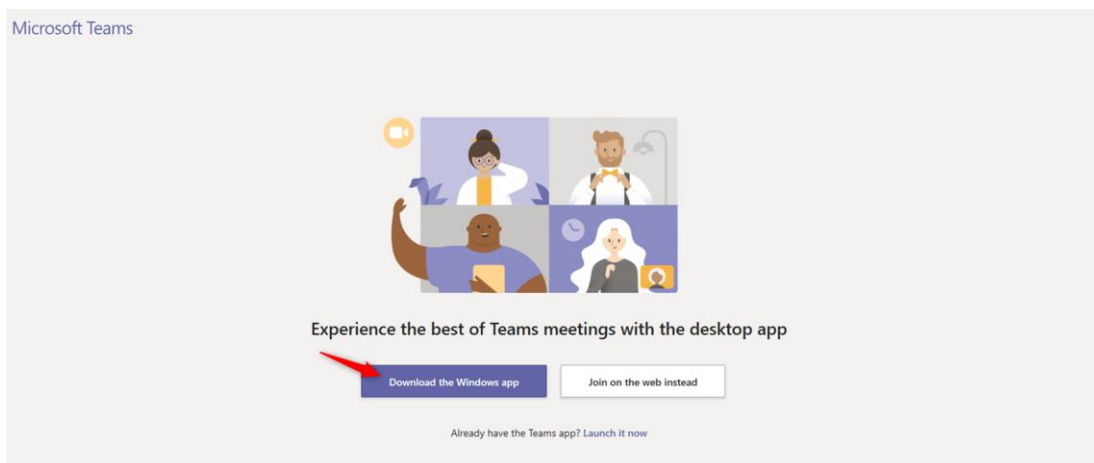 Microsoft Teams
Experience the best of Teams meetings with the desktop app
Download the Windows app
Join on the web instead
Already have the Teams app? Launch it now